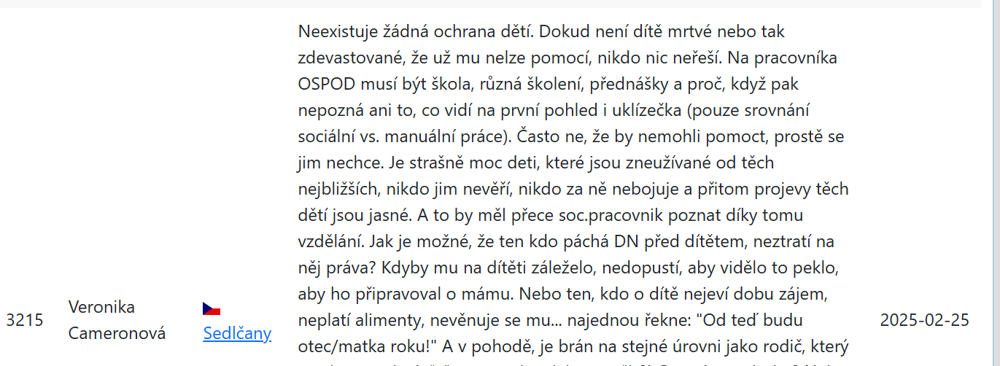 Neexistuje žádná ochrana dětí. Dokud není dítě mrtvé nebo tak
zdevastované, že už mu nelze pomocí, nikdo nic neřeší. Na pracovníka
OSPOD musí být škola, různá školení, přednášky a proč, když pak
nepozná ani to, co vidí na první pohled i uklízečka (pouze srovnání
sociální vs. manuální práce). Často ne, že by nemohli pomoct, prostě se
jim nechce. Je strašně moc deti, které jsou zneužívané od těch
nejbližších, nikdo jim nevěří, nikdo za ně nebojuje a přitom projevy těch
dětí jsou jasné. A to by měl přece soc.pracovnik poznat díky tomu
vzdělání. Jak je možné, že ten kdo páchá DN před dítětem, neztratí na
něj práva? Kdyby mu na dítěti záleželo, nedopustí, aby vidělo to peklo,
aby ho připravoval o mámu. Nebo ten, kdo o dítě nejeví dobu zájem,
neplatí alimenty, nevěnuje se mu... najednou řekne: "Od teď budu
otec/matka roku!" A v pohodě, je brán na stejné úrovni jako rodič, který
3215
Veronika
Cameronová
Sedlčany
2025-02-25